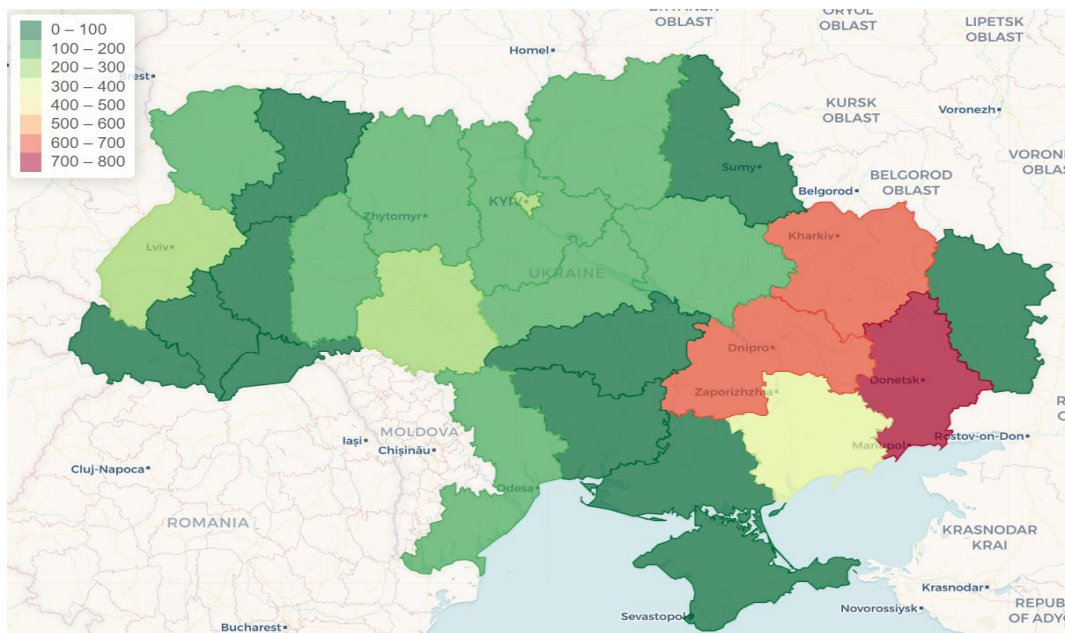 0 – 100
100 – 200
200 – 300
300 – 400
400 – 500
500 – 600
600 – 700
700 – 800
ORYOL
OBLAST
LIPETSK
OBLAST
Homel
Brest
KURSK
OBLAST
Voronezh
Sumy
Belgorod
BELGOROD
OBLAST
KYIV
Zhytomyr
Lviv
Kharkiv
UKRAINE
Dnipro
Donetsk
Zaporizhzhia
MOLDOVA
Iași
Chișinău
Mariupol
Rostov-on-Don
Cluj-Napoca
Odesa
ROMANIA
KRASNODAR
KRAI
Krasnodar
Sevastopol
Novorossiysk
Bucharest